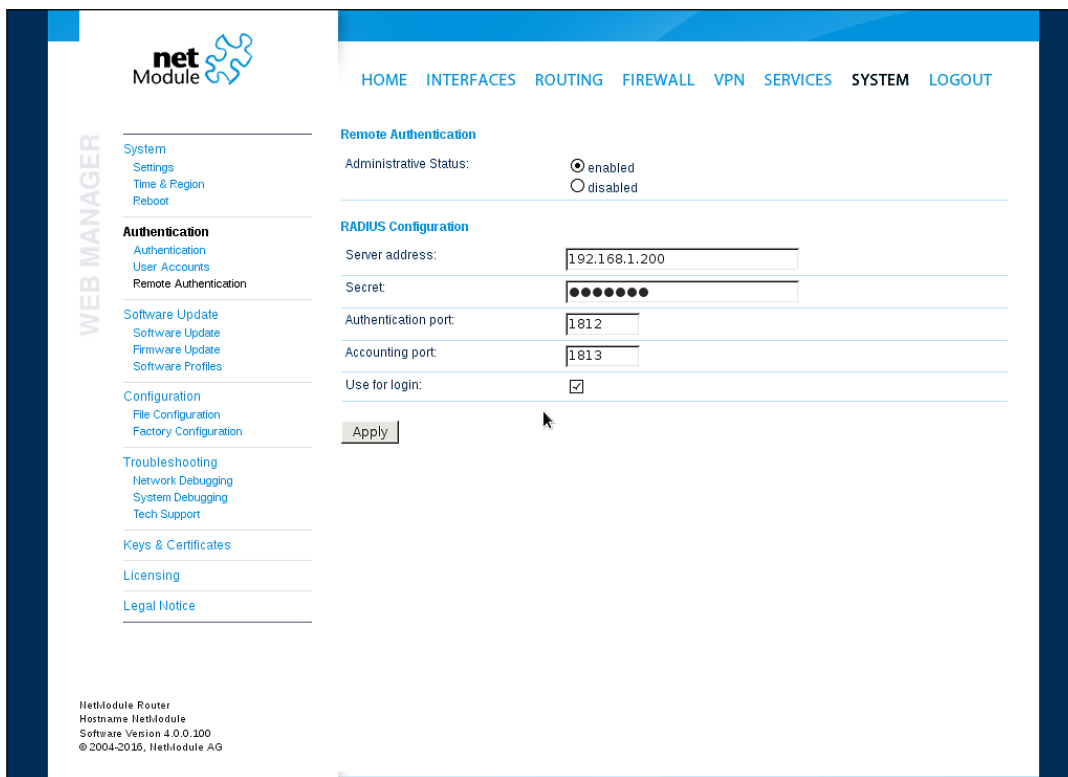 net
Module
HOME INTERFACES ROUTING FIREWALL VPN SERVICES SYSTEM LOGOUT
WEB MANAGER
System
Settings
Time & Region
Reboot
Authentication
Authentication
User Accounts
Remote Authentication
Software Update
Software Update
Firmware Update
Software Profiles
Configuration
File Configuration
Factory Configuration
Troubleshooting
Network Debugging
System Debugging
Tech Support
Keys & Certificates
Licensing
Legal Notice
Remote Authentication
Administrative Status:
enabled
disabled
RADIUS Configuration
Server address: 192.168.1.200
Secret: ●●●●●●●
Authentication port: 1812
Accounting port: 1813
Use for login:
Apply
NetModule Router
Hostname NetModule
Software Version 4.0.0.100
© 2004-2016, NetModule AG